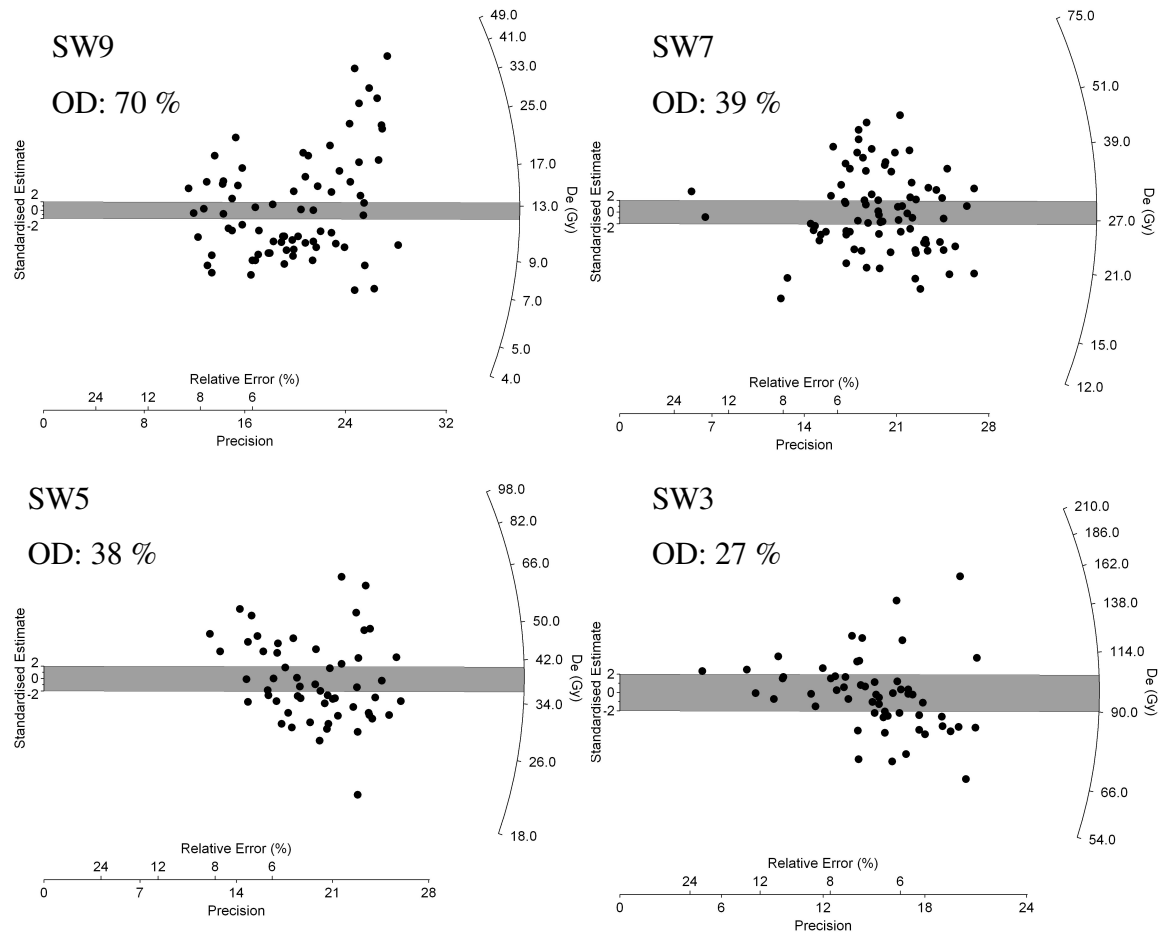 SW9
OD: 70 %
49.0
41.0
33.0
25.0
17.0
13.0
9.0
7.0
5.0
4.0
De (Gy)
Standardised Estimate
2
0
-2
Relative Error (%)
24 12 8 6
0 8 16 24 32
Precision
SW7
OD: 39 %
75.0
51.0
39.0
27.0
21.0
15.0
12.0
De (Gy)
Standardised Estimate
2
0
-2
Relative Error (%)
24 12 8 6
0 7 14 21 28
Precision
SW5
OD: 38 %
98.0
82.0
66.0
50.0
42.0
34.0
26.0
18.0
De (Gy)
Standardised Estimate
2
0
-2
Relative Error (%)
24 12 8 6
0 7 14 21 28
Precision
SW3
OD: 27 %
210.0
186.0
162.0
138.0
114.0
90.0
66.0
54.0
De (Gy)
Standardised Estimate
2
0
-2
Relative Error (%)
24 12 8 6
0 6 12 18 24
Precision